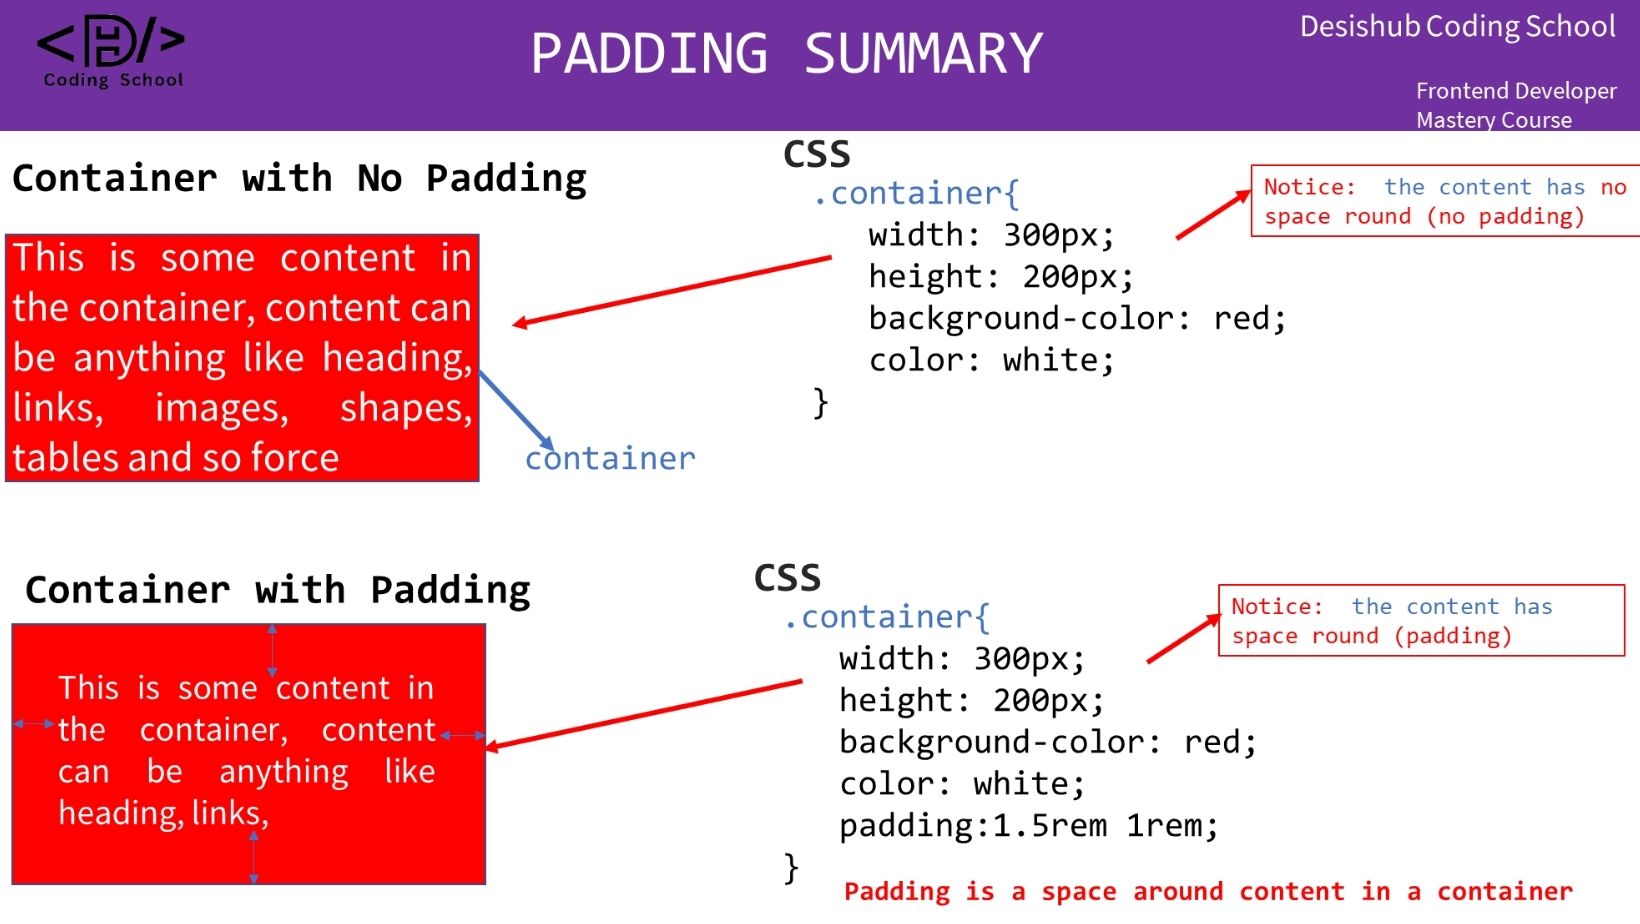 <DH/>
Coding School
PADDING SUMMARY
Desishub Coding School
Frontend Developer
Mastery Course
Container with No Padding
This is some content in
the container, content can
be anything like heading,
links, images, shapes,
tables and so force
container
CSS
.container{
width: 300px;
height: 200px;
background-color: red;
color: white;
}
Notice: the content has no
space round (no padding)
Container with Padding
This is some content in
the container, content
can be anything like
heading, links,
CSS
.container{
width: 300px;
height: 200px;
background-color: red;
color: white;
padding:1.5rem 1rem;
}
Notice: the content has
space round (padding)
Padding is a space around content in a container